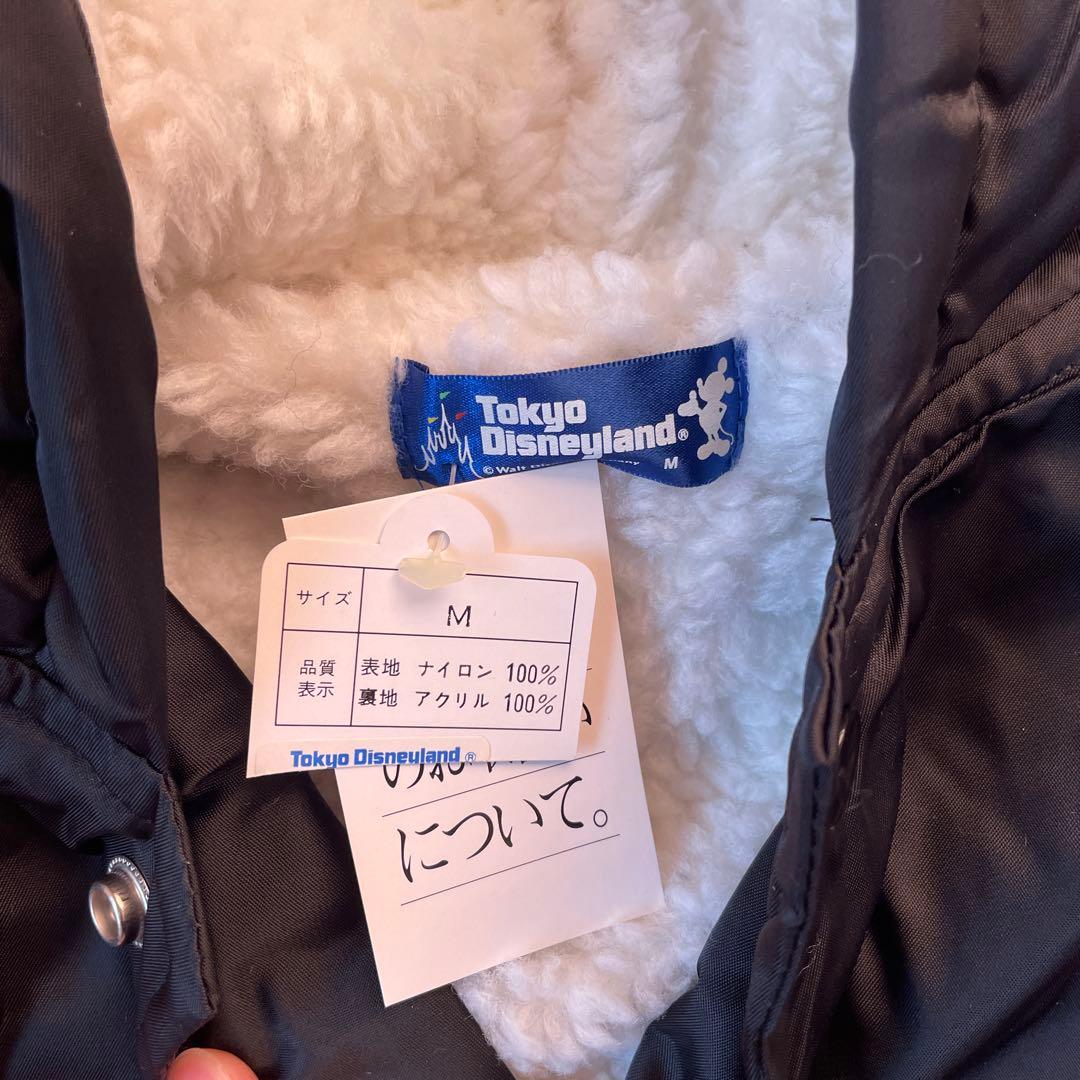 Tokyo
Disneyland®
© Walt
M
サイズ
M
品質
表示
表地 ナイロン 100%
裏地 アクリル 100%
Tokyo Disneyland®
について。